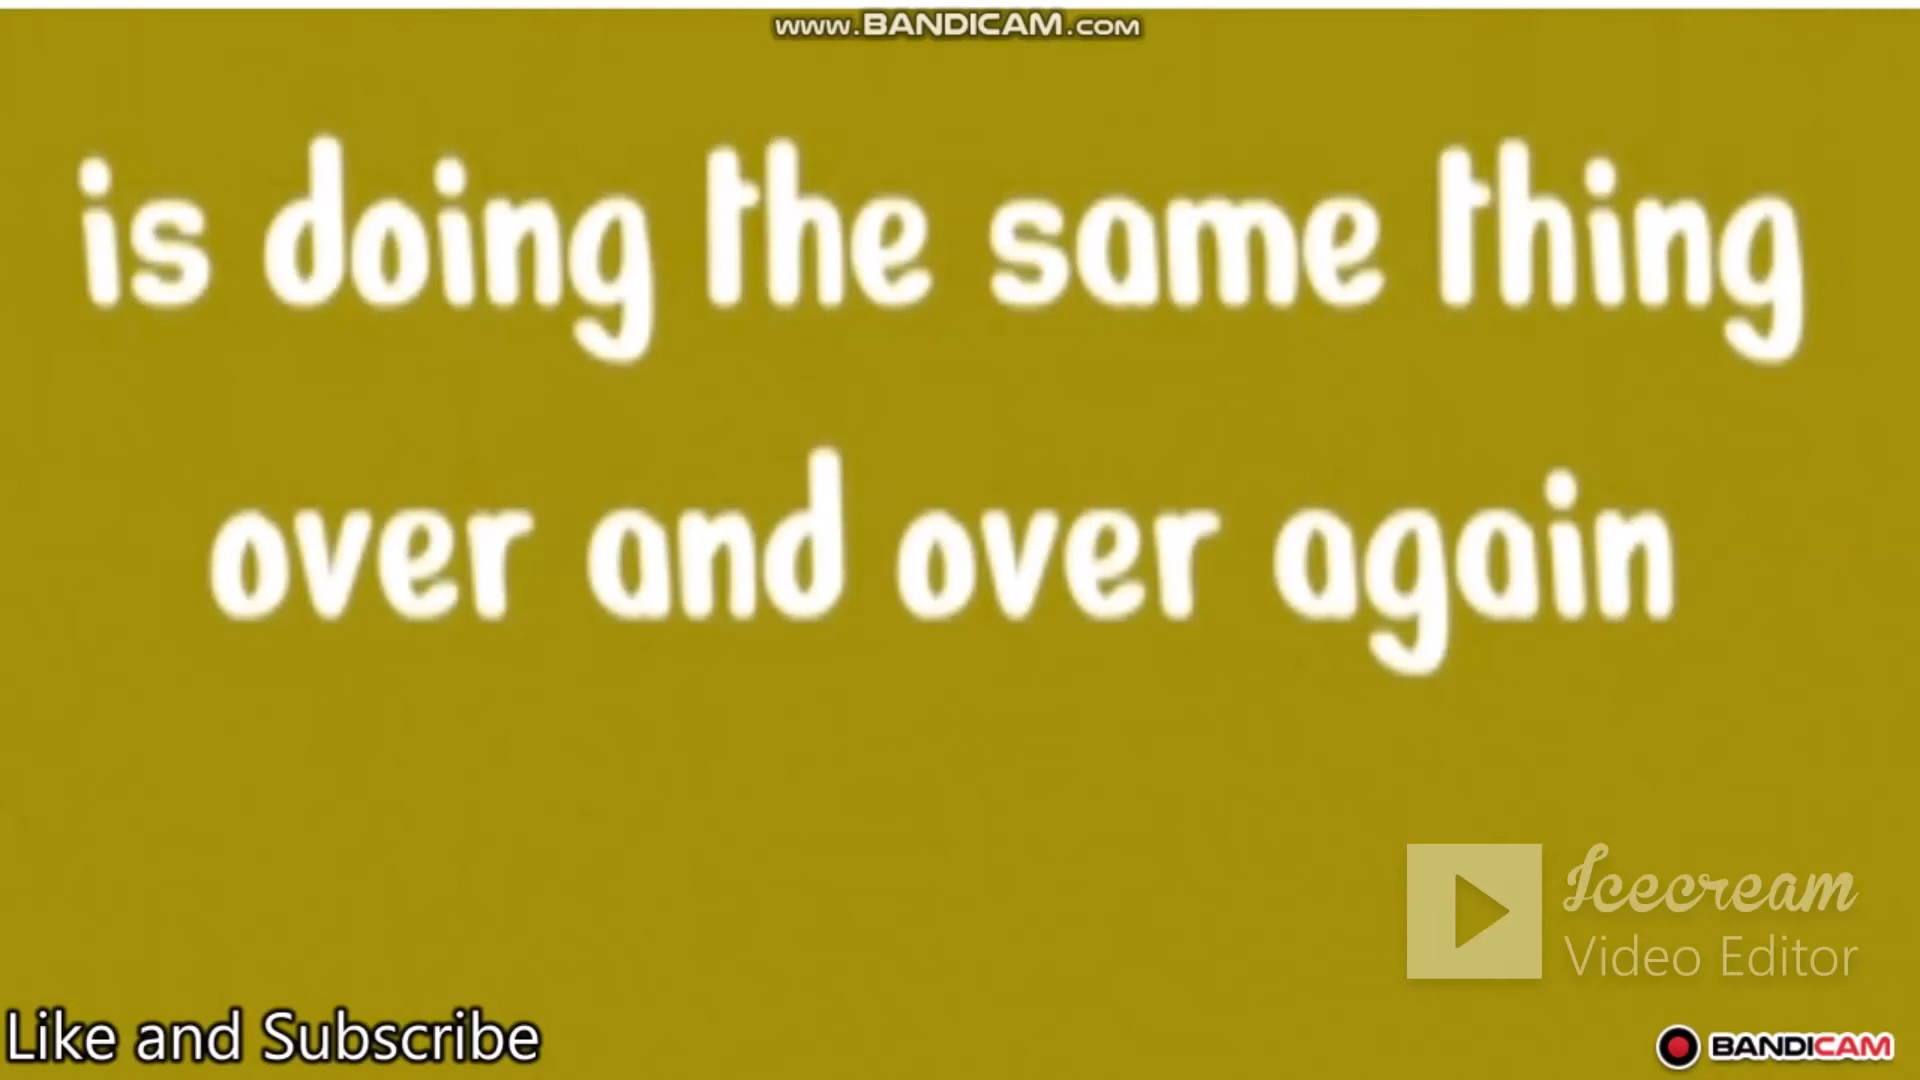 www.BANDICAM.COM
is doing the same thing
over and over again
Icecream
Video Editor
Like and Subscribe
BANDICAM